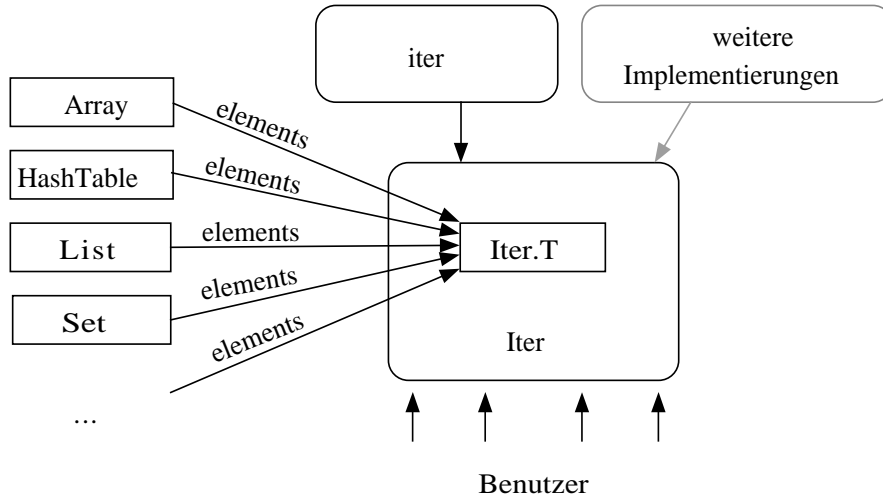 iter
weitere
Implementierungen
Array
elements
HashTable
elements
List
elements
Iter.T
Set
elements
elements
Iter
...
Benutzer